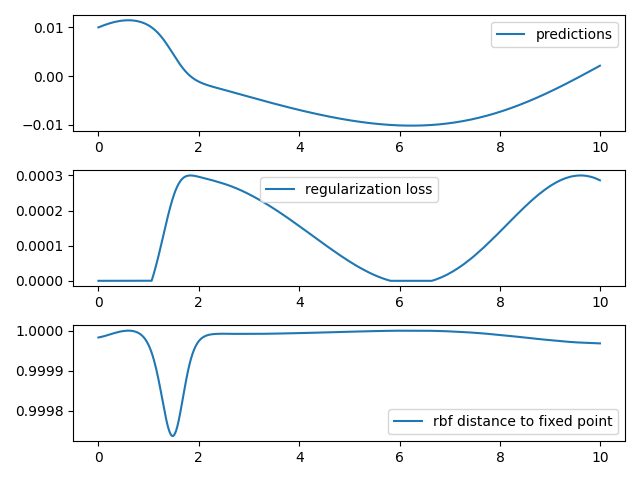 0.01
0.00
−0.01
predictions
0 2 4 6 8 10
0.0003
0.0002
0.0001
0.0000
regularization loss
0 2 4 6 8 10
1.0000
0.9999
0.9998
rbf distance to fixed point
0 2 4 6 8 10